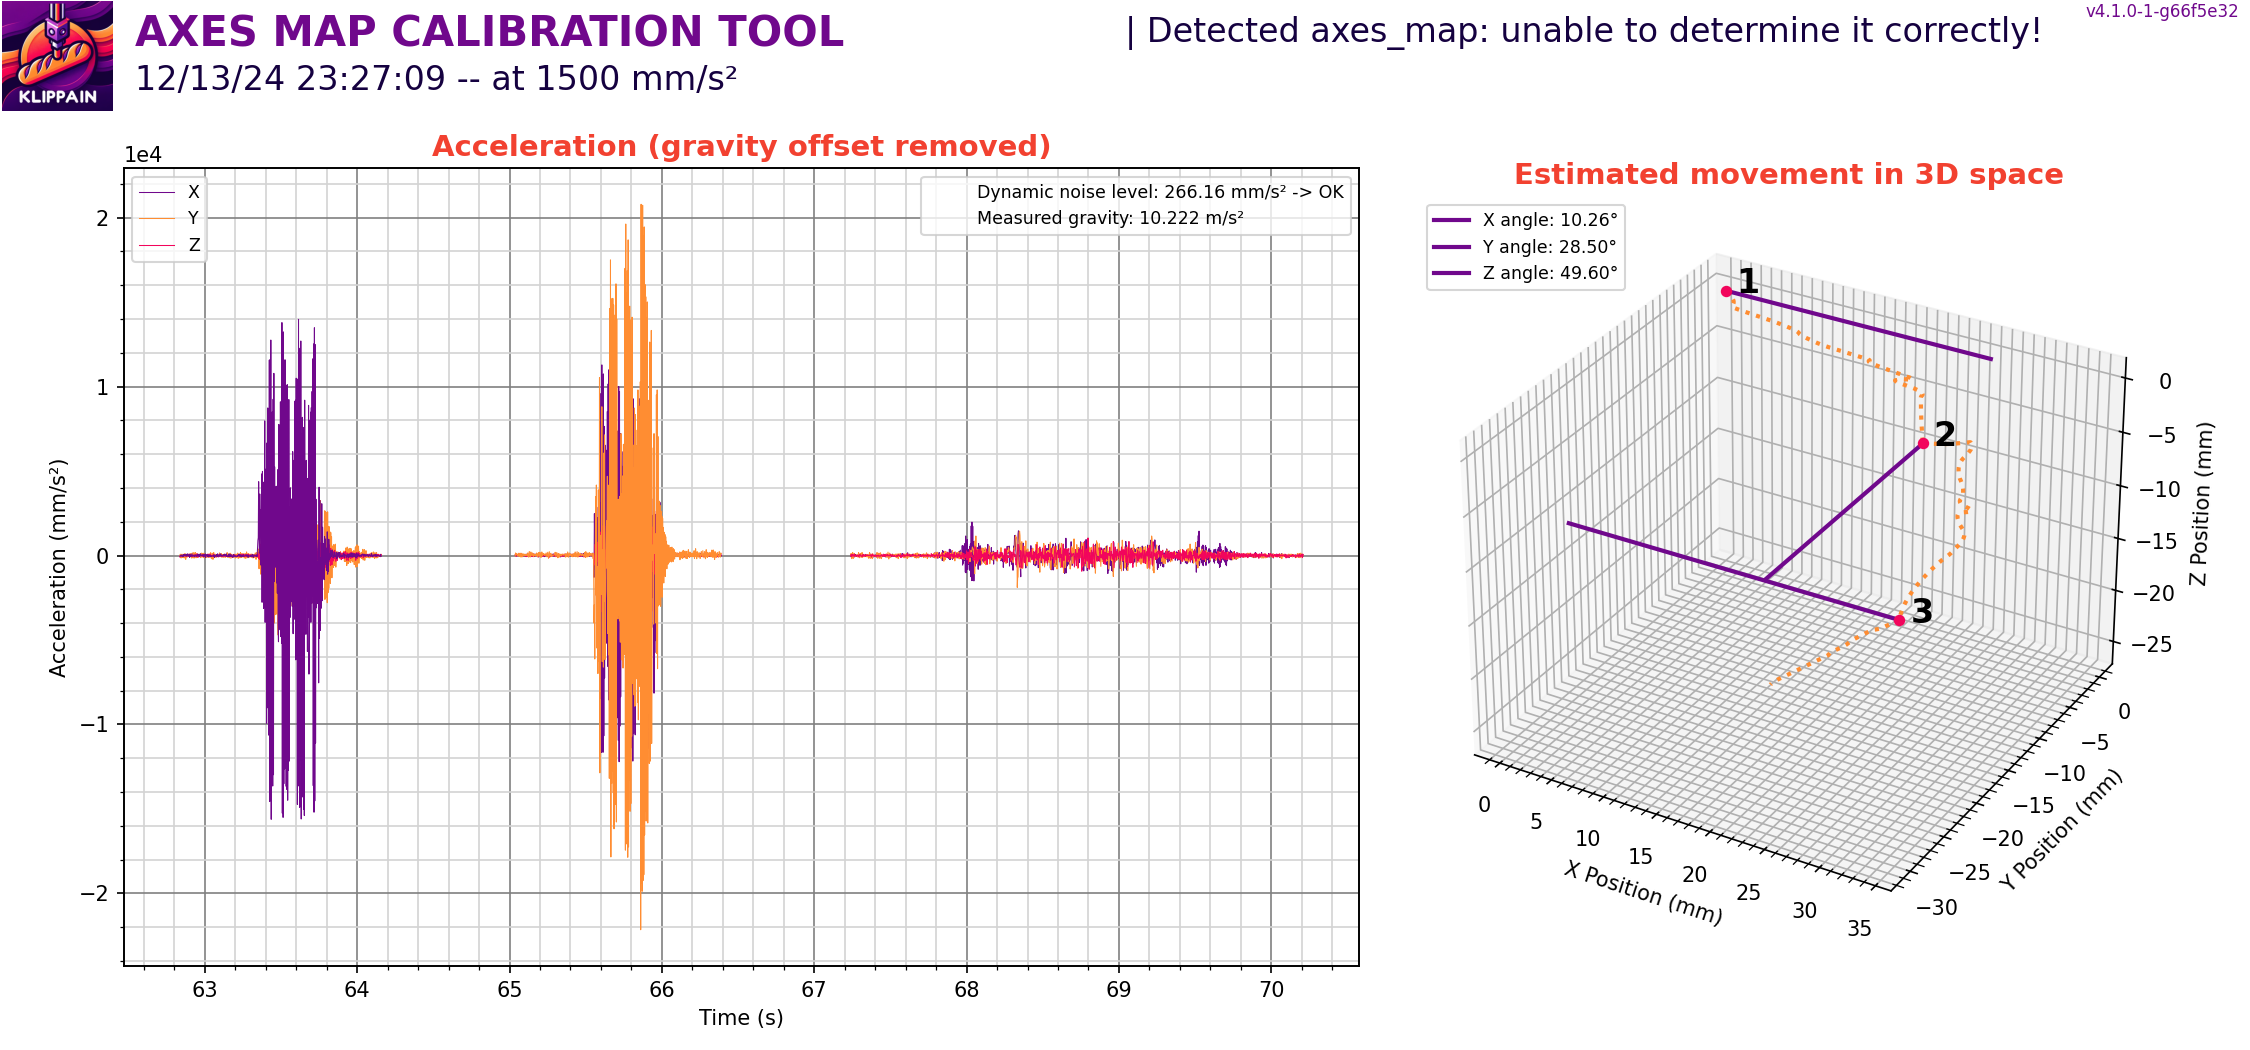 KLIPPAIN
AXES MAP CALIBRATION TOOL
12/13/24 23:27:09 -- at 1500 mm/s²
| Detected axes_map: unable to determine it correctly!
v4.1.0-1-g66f5e32
Acceleration (gravity offset removed)
1e4
X
Y
Z
Dynamic noise level: 266.16 mm/s² -> OK
Measured gravity: 10.222 m/s²
Acceleration (mm/s²)
2
1
0
−1
−2
63 64 65 66 67 68 69 70
Time (s)
Estimated movement in 3D space
X angle: 10.26°
Y angle: 28.50°
Z angle: 49.60°
1
2
3
0
−5
−10
−15
−20
−25
Z Position (mm)
0
−5
−10
−15
−20
−25
−30
Y Position (mm)
0
5
10
15
20
25
30
35
X Position (mm)